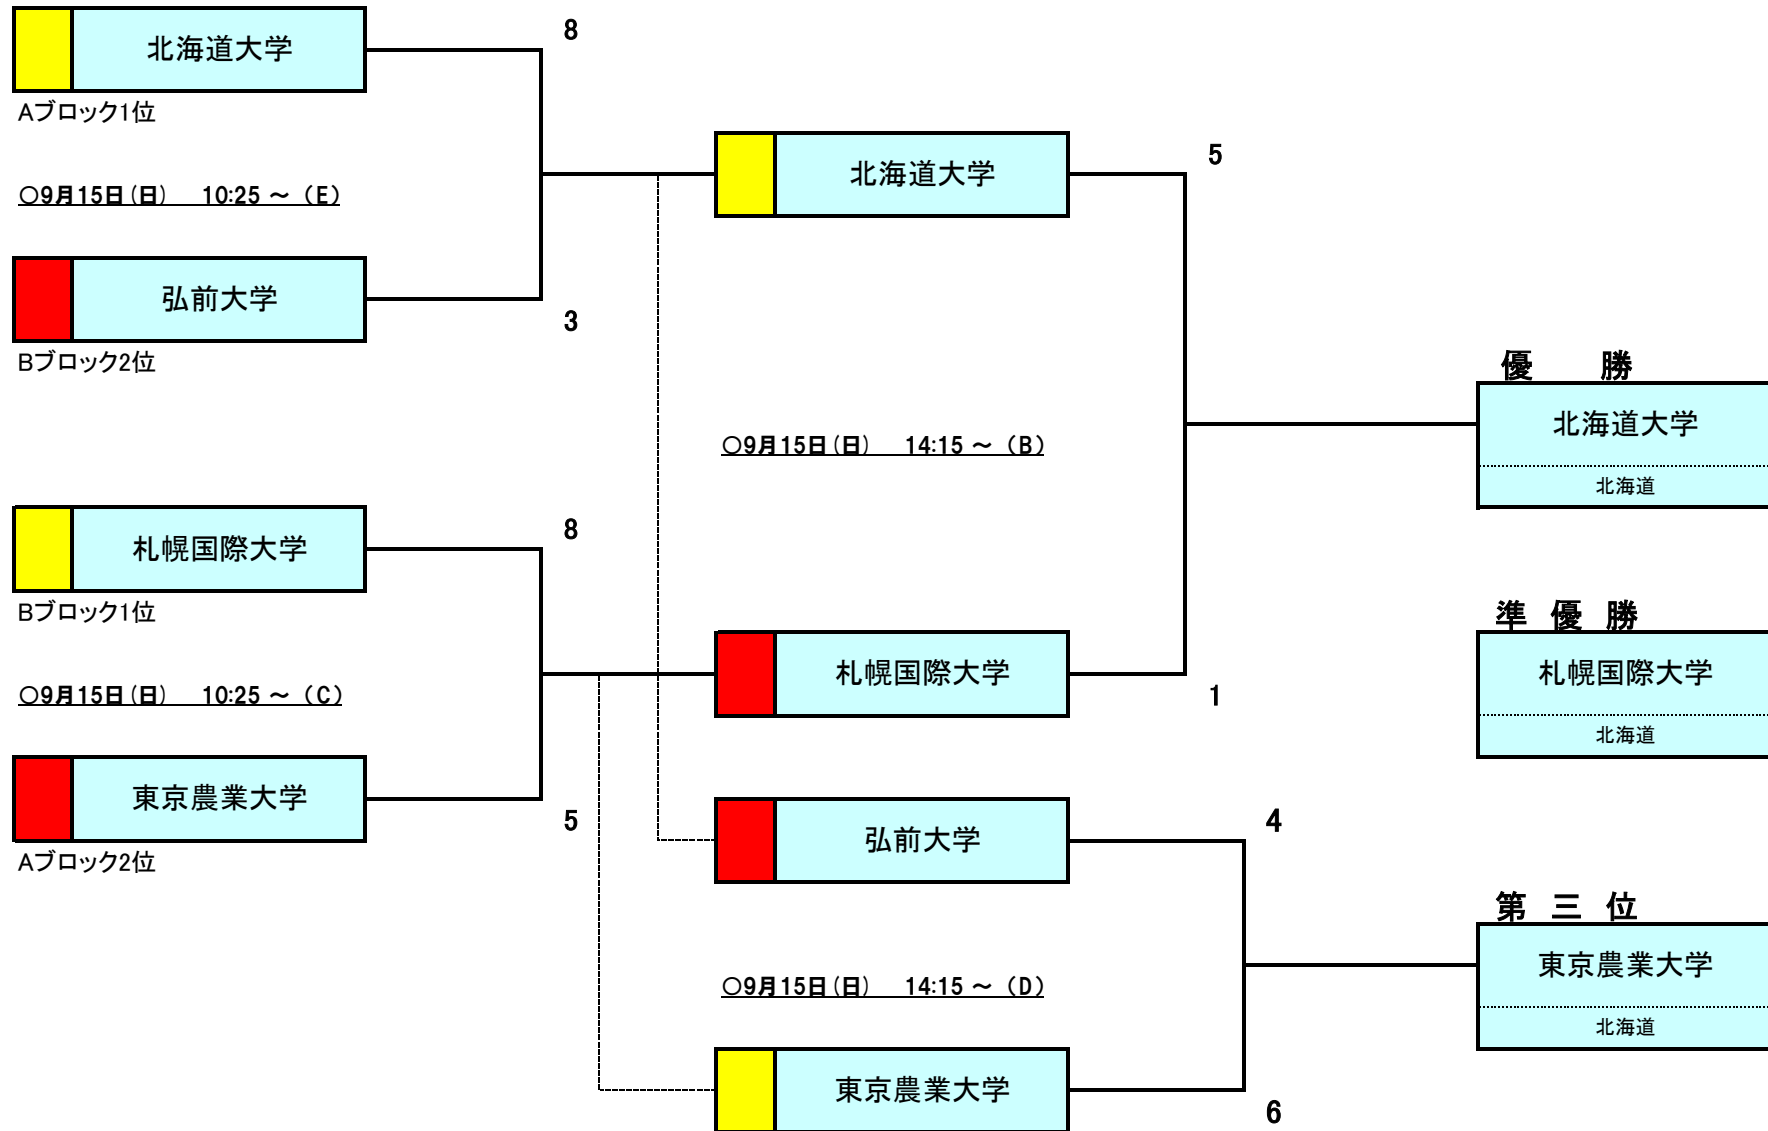 北海道大学
8
Aブロック1位
○9月15日(日) 10:25 ~ (E)
弘前大学
3
Bブロック2位
札幌国際大学
8
Bブロック1位
○9月15日(日) 10:25 ~ (C)
東京農業大学
5
Aブロック2位
北海道大学
5
○9月15日(日) 14:15 ~ (B)
札幌国際大学
1
弘前大学
4
○9月15日(日) 14:15 ~ (D)
東京農業大学
6
優 勝
北海道大学
北海道
準 優 勝
札幌国際大学
北海道
第 三 位
東京農業大学
北海道